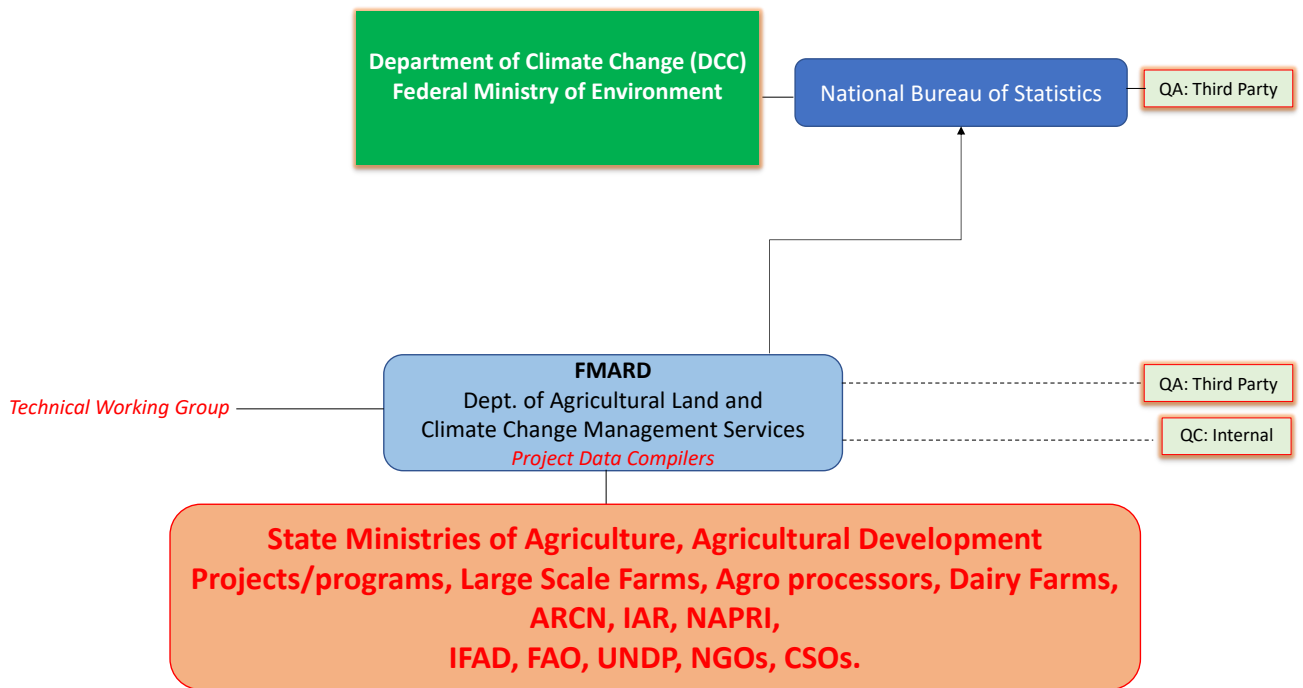 Department of Climate Change (DCC)
Federal Ministry of Environment
National Bureau of Statistics
QA: Third Party
Technical Working Group
FMARD
Dept. of Agricultural Land and
Climate Change Management Services
Project Data Compilers
QA: Third Party
QC: Internal
State Ministries of Agriculture, Agricultural Development
Projects/programs, Large Scale Farms, Agro processors, Dairy Farms,
ARCN, IAR, NAPRI,
IFAD, FAO, UNDP, NGOs, CSOs.